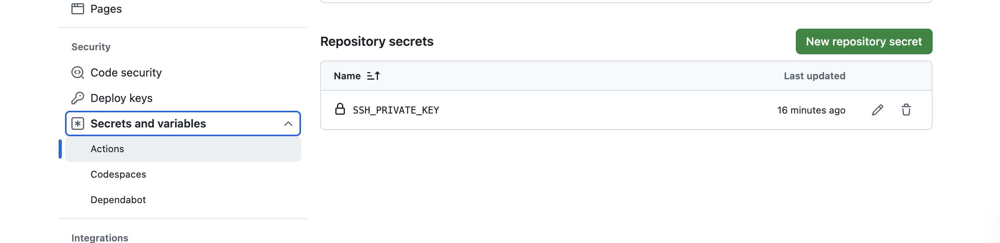 Pages
Security
Code security
Deploy keys
Secrets and variables
Actions
Codespaces
Dependabot
Integrations
Repository secrets
New repository secret
Name
Last updated
SSH_PRIVATE_KEY
16 minutes ago